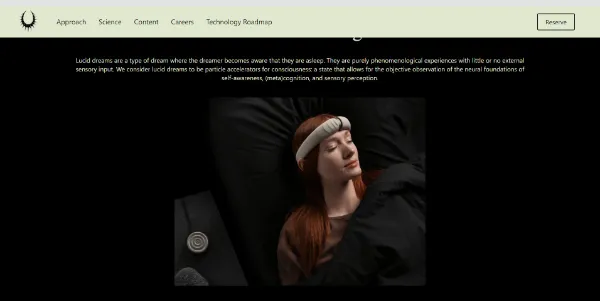 Approach Science Content Careers Technology Roadmap Reserve
Lucid dreams are a type of dream where the dreamer becomes aware that they are asleep. They are purely phenomenological experiences with little or no external
sensory input. We consider lucid dreams to be particle accelerators for consciousness: a state that allows for the objective observation of the neural foundations of
self-awareness, (meta)cognition, and sensory perception.